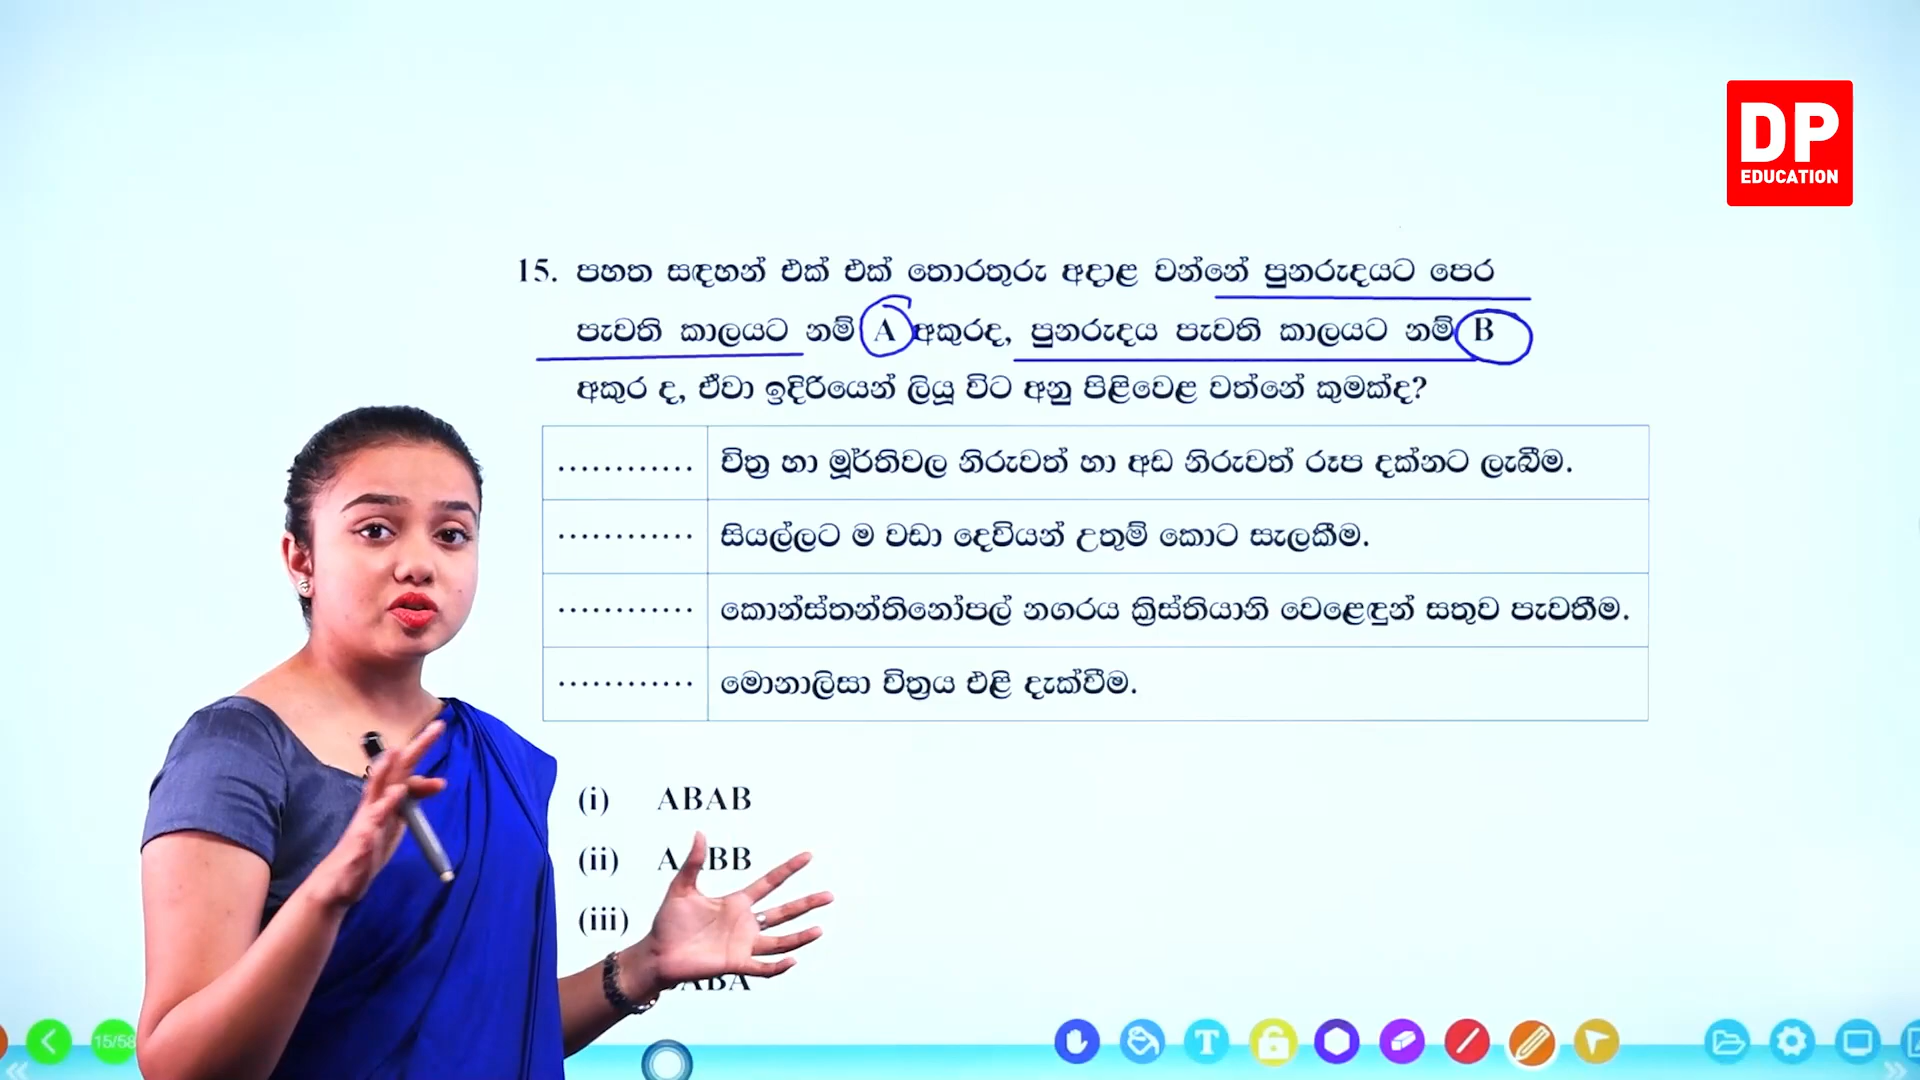 DP
EDUCATION
15. පහත සඳහන් එක් එක් තොරතුරු අදාළ වන්නේ පුනරුදයට පෙර
පැවති කාලයට නම් A අකුරද, පුනරුදය පැවති කාලයට නම් B
අකුර ද, ඒවා ඉදිරියෙන් ලියූ විට අනු පිළිවෙළ වන්නේ කුමක්ද?
............ චිත්‍ර හා මූර්තිවල නිරුවත් හා අඩ නිරුවත් රූප දක්නට ලැබීම.
............ සියල්ලට ම වඩා දෙවියන් උතුම් කොට සැලකීම.
............ කොන්ස්තන්තිනෝපල් නගරය ක්‍රිස්තියානි වෙළෙඳුන් සතුව පැවතීම.
............ මොනාලිසා චිත්‍රය එළි දැක්වීම.
(i) ABAB
(ii) A BB
(iii)
ABA
15/58
T